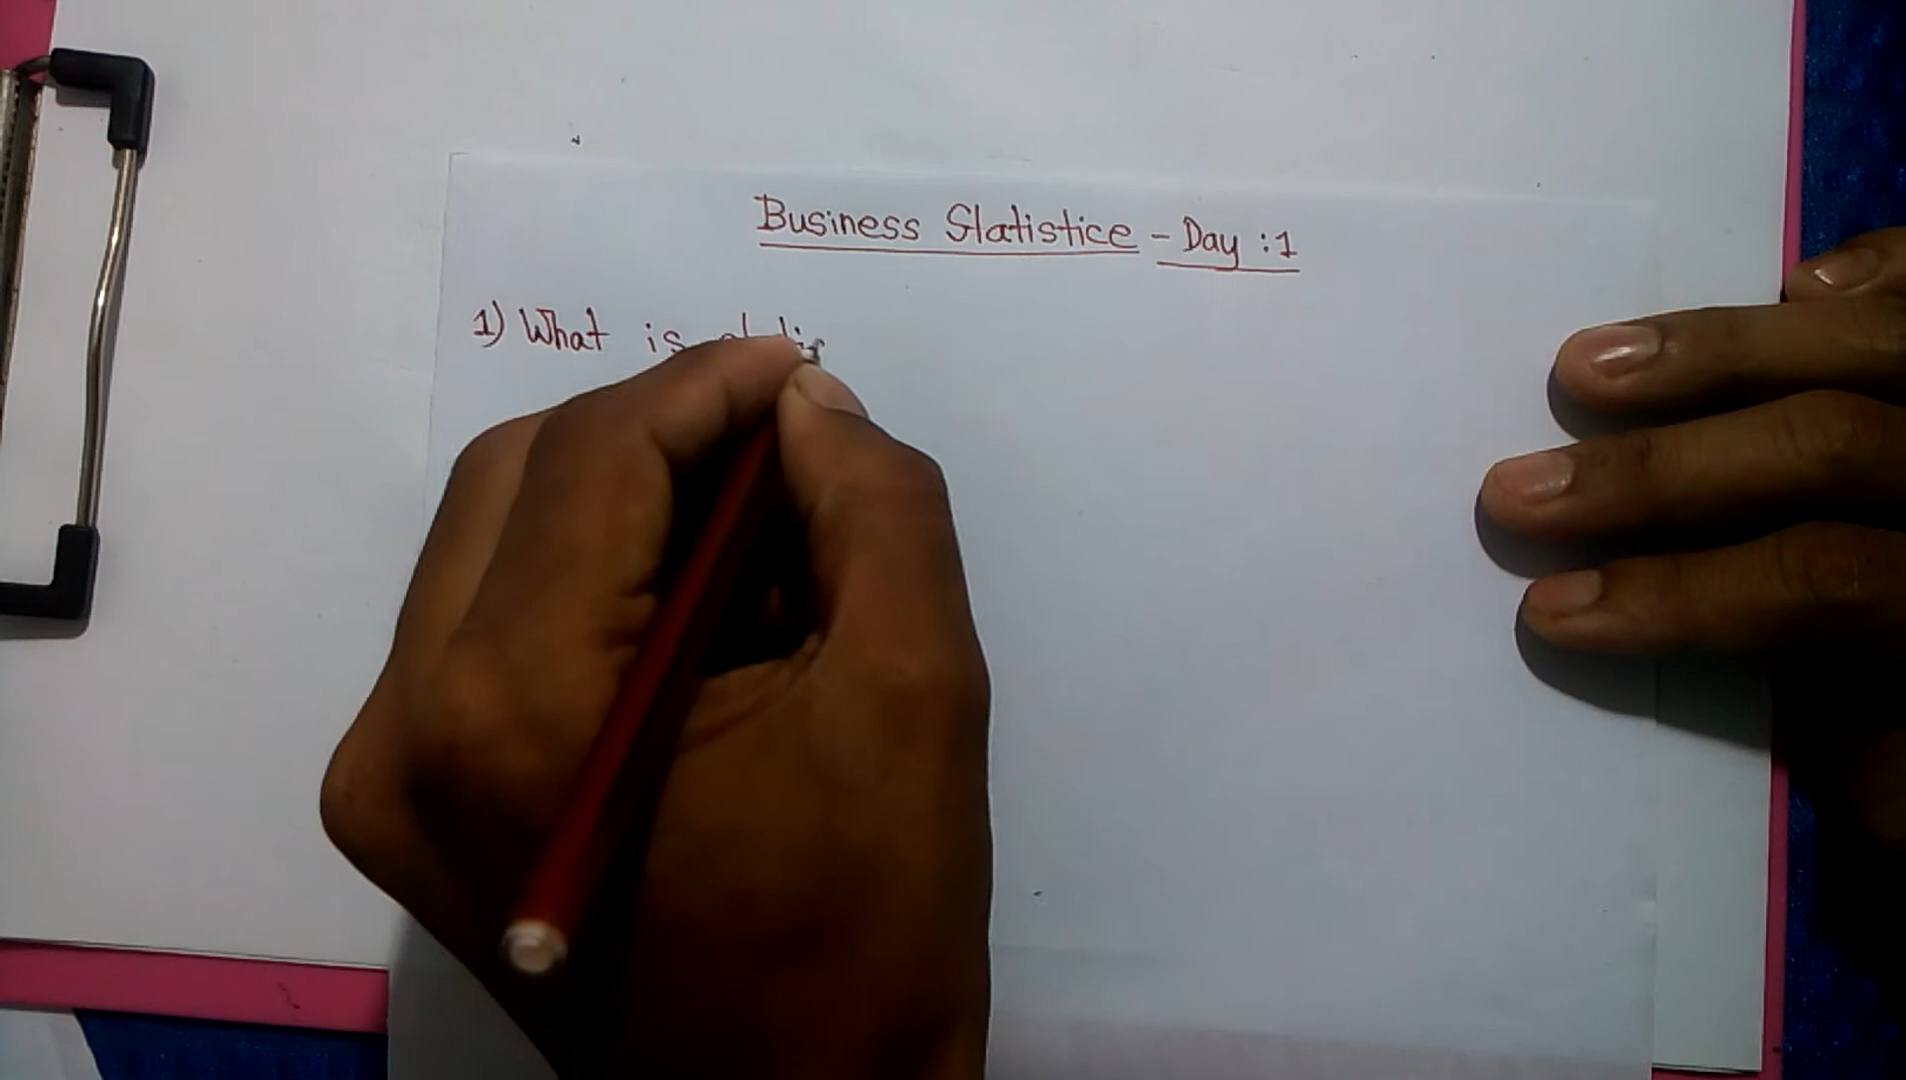 Business Statistice - Day : 1
1) What is